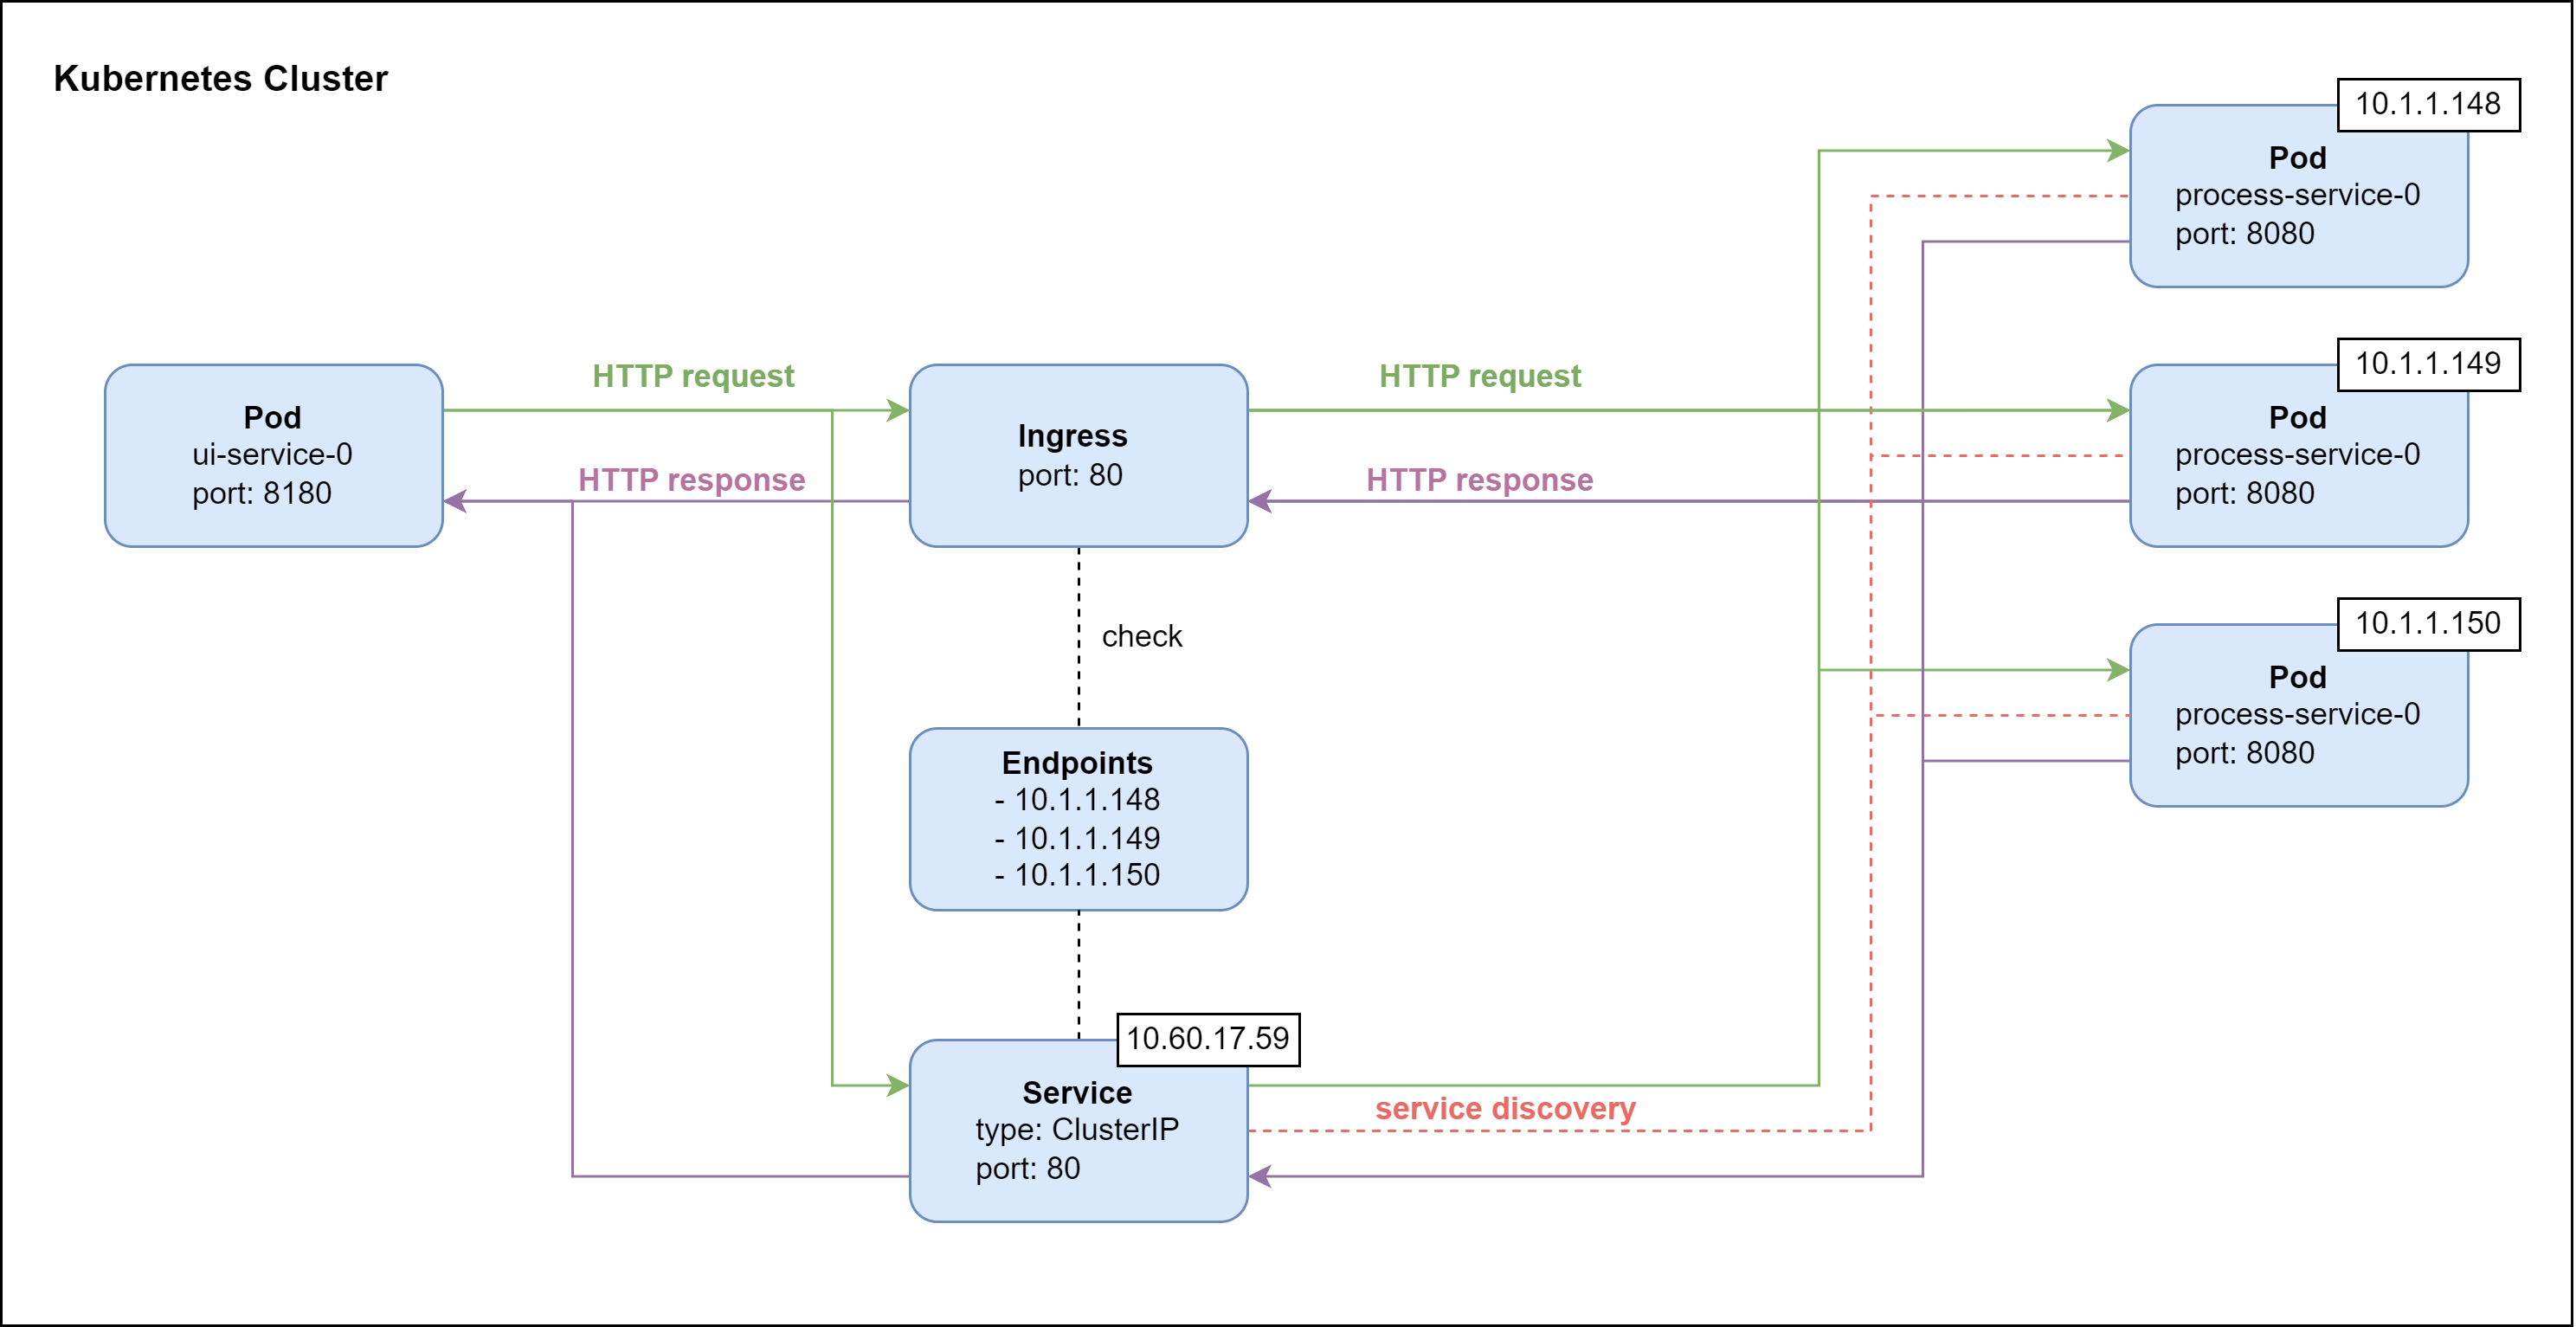 Kubernetes Cluster
10.1.1.148
Pod
process-service-0
port: 8080
10.1.1.149
HTTP request
HTTP request
Pod
ui-service-0
port: 8180
Ingress
port: 80
Pod
process-service-0
port: 8080
HTTP response
HTTP response
10.1.1.150
check
Pod
process-service-0
port: 8080
Endpoints
- 10.1.1.148
- 10.1.1.149
- 10.1.1.150
10.60.17.59
Service
type: ClusterIP
port: 80
service discovery